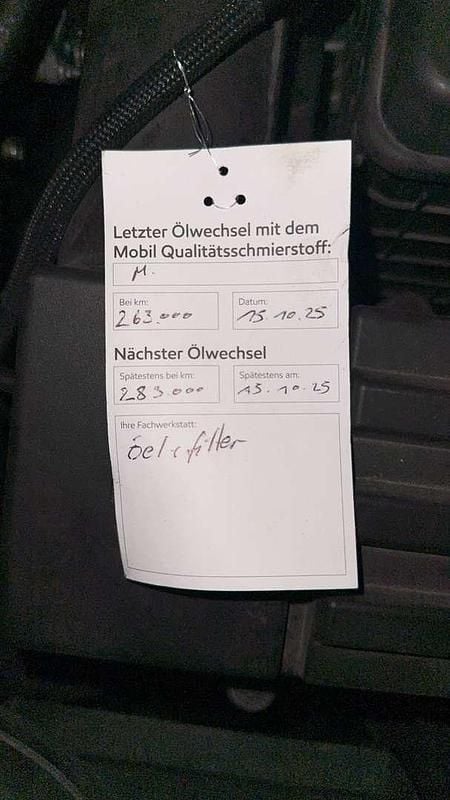 Letzter Ölwechsel mit dem
Mobil Qualitätsschmierstoff:
M.
Bei km:
263.000
Datum:
15.10.25
Nächster Ölwechsel
Spätestens bei km:
283.000
Spätestens am:
15.10.25
Ihre Fachwerkstatt:
öel + filter